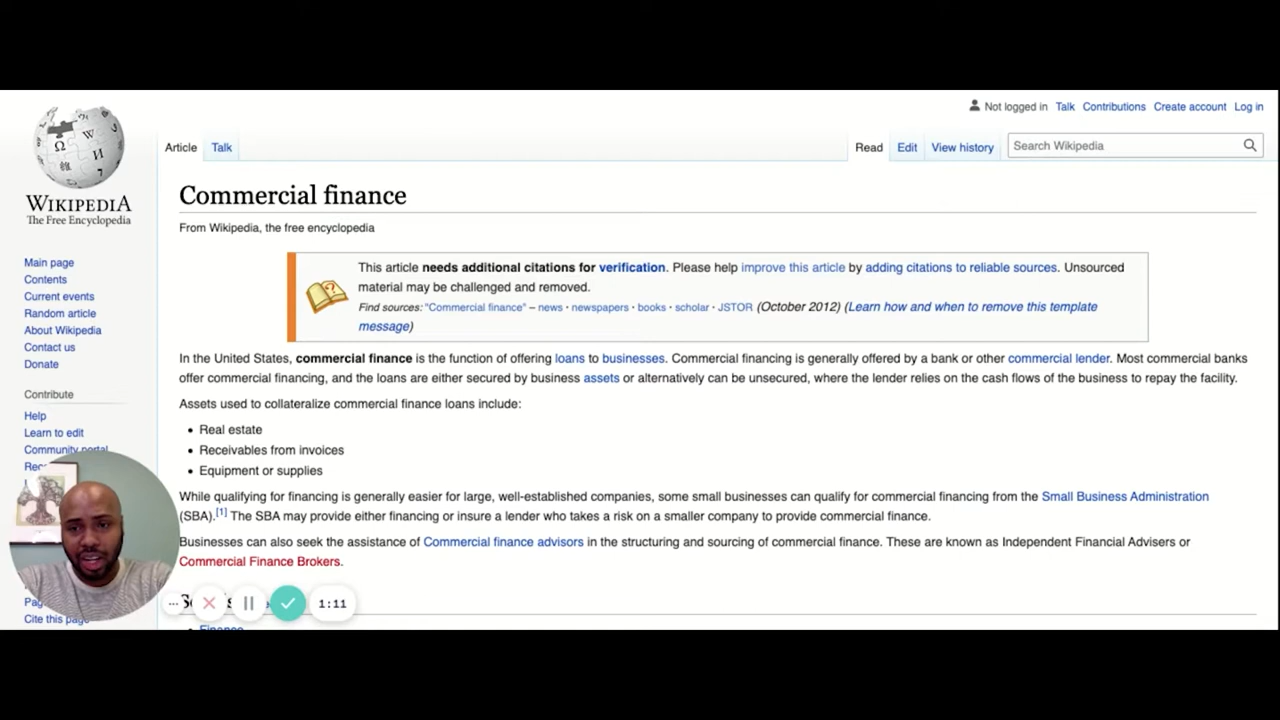 Not logged in Talk Contributions Create account Log in
Article Talk Read Edit View history Search Wikipedia
WIKIPEDIA
The Free Encyclopedia
Main page
Contents
Current events
Random article
About Wikipedia
Contact us
Donate
Contribute
Help
Learn to edit
Community portal
Commercial finance
From Wikipedia, the free encyclopedia
This article needs additional citations for verification. Please help improve this article by adding citations to reliable sources. Unsourced
material may be challenged and removed.
Find sources: "Commercial finance" – news · newspapers · books · scholar · JSTOR (October 2012) (Learn how and when to remove this template
message)
In the United States, commercial finance is the function of offering loans to businesses. Commercial financing is generally offered by a bank or other commercial lender. Most commercial banks
offer commercial financing, and the loans are either secured by business assets or alternatively can be unsecured, where the lender relies on the cash flows of the business to repay the facility.
Assets used to collateralize commercial finance loans include:
• Real estate
• Receivables from invoices
• Equipment or supplies
While qualifying for financing is generally easier for large, well-established companies, some small businesses can qualify for commercial financing from the Small Business Administration
(SBA).[1] The SBA may provide either financing or insure a lender who takes a risk on a smaller company to provide commercial finance.
Businesses can also seek the assistance of Commercial finance advisors in the structuring and sourcing of commercial finance. These are known as Independent Financial Advisers or
Commercial Finance Brokers.
1:11
Cite this page
• Finance